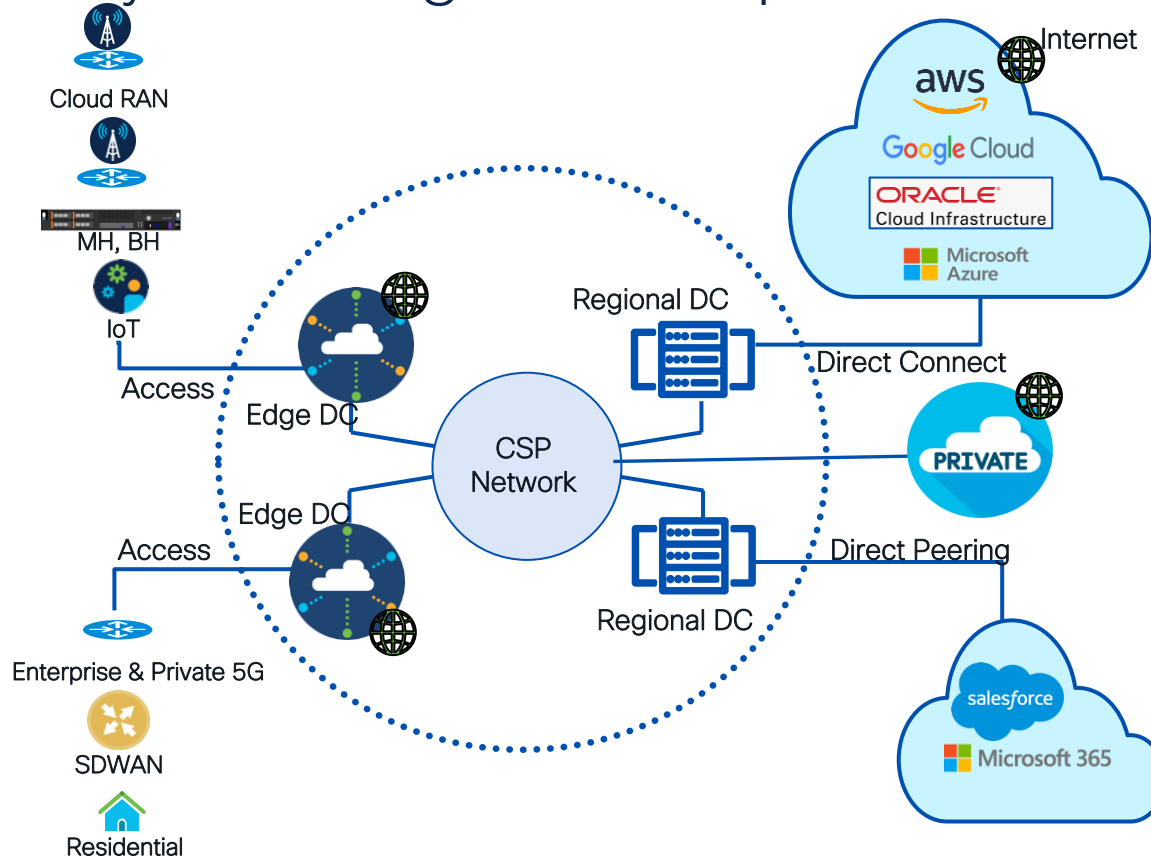 Cloud RAN
MH, BH
IoT
Access
Edge DC
Edge DC
Access
Enterprise & Private 5G
SDWAN
Residential
CSP
Network
Regional DC
Regional DC
Internet
aws
Google Cloud
ORACLE
Cloud Infrastructure
Microsoft
Azure
Direct Connect
PRIVATE
Direct Peering
salesforce
Microsoft 365